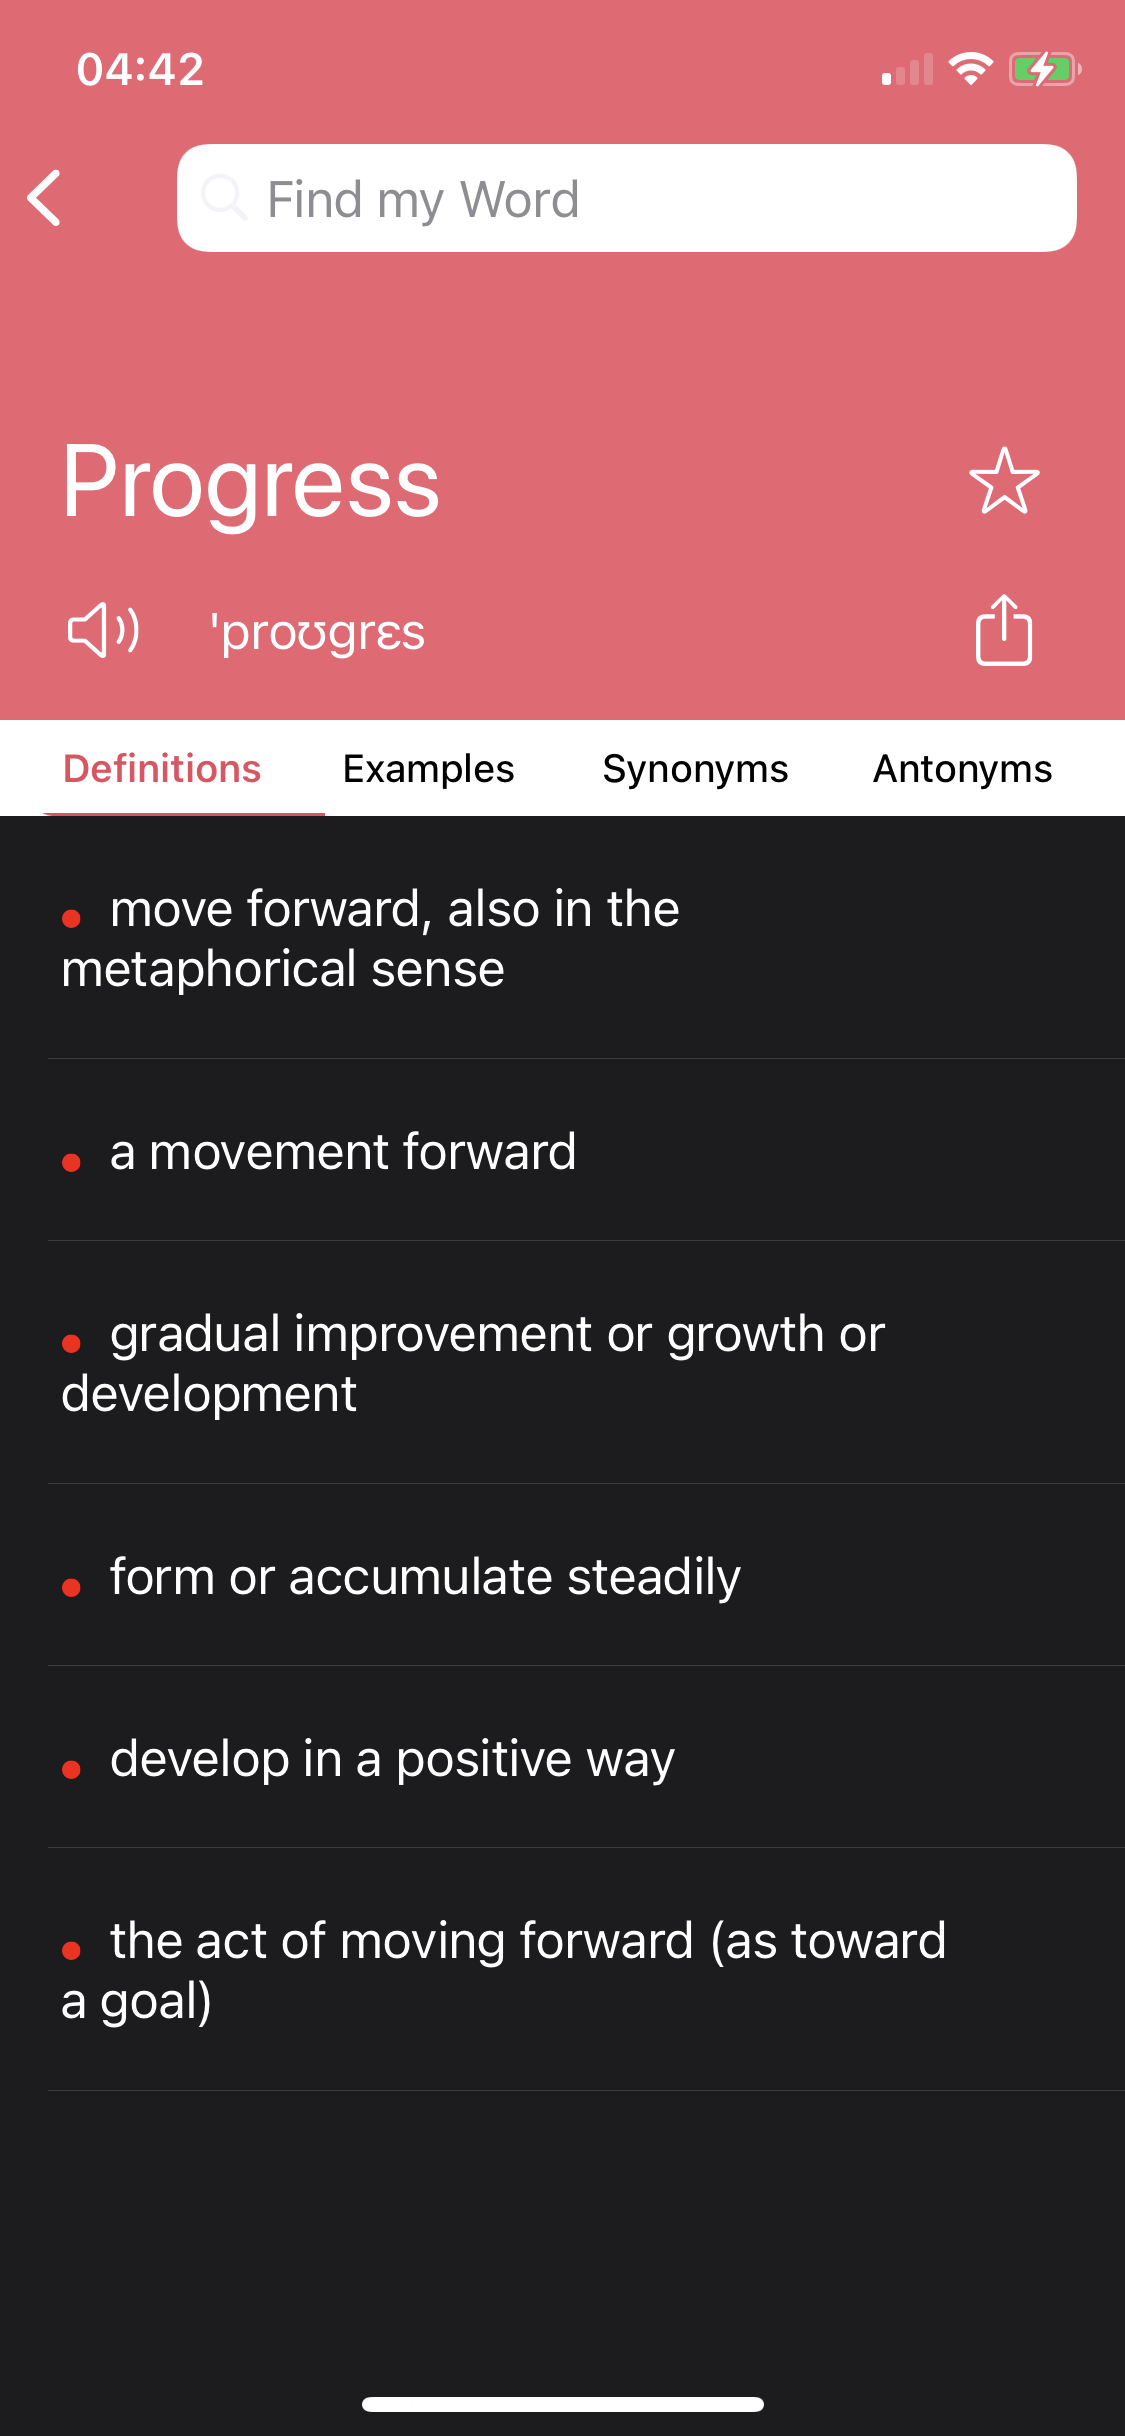 04:42
Find my Word
Progress
'proʊgrɛs
Definitions Examples Synonyms Antonyms
• move forward, also in the
metaphorical sense
• a movement forward
• gradual improvement or growth or
development
• form or accumulate steadily
• develop in a positive way
• the act of moving forward (as toward
a goal)